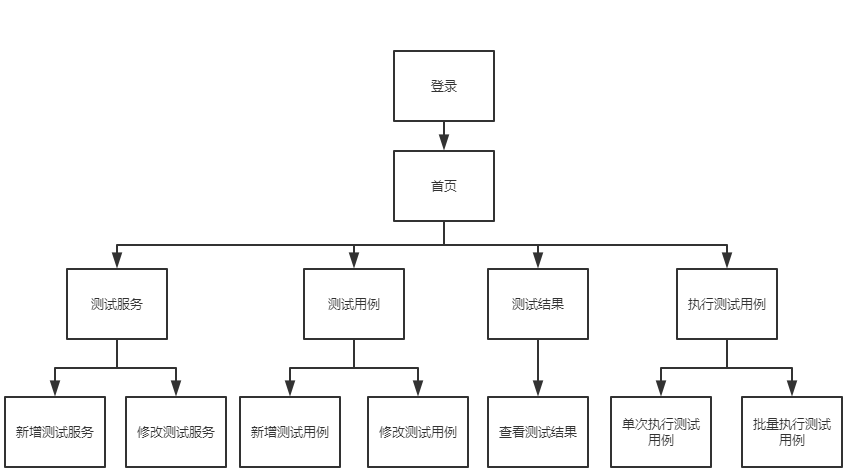 登录
首页
测试服务
测试用例
测试结果
执行测试用例
新增测试服务
修改测试服务
新增测试用例
修改测试用例
查看测试结果
单次执行测试
用例
批量执行测试
用例